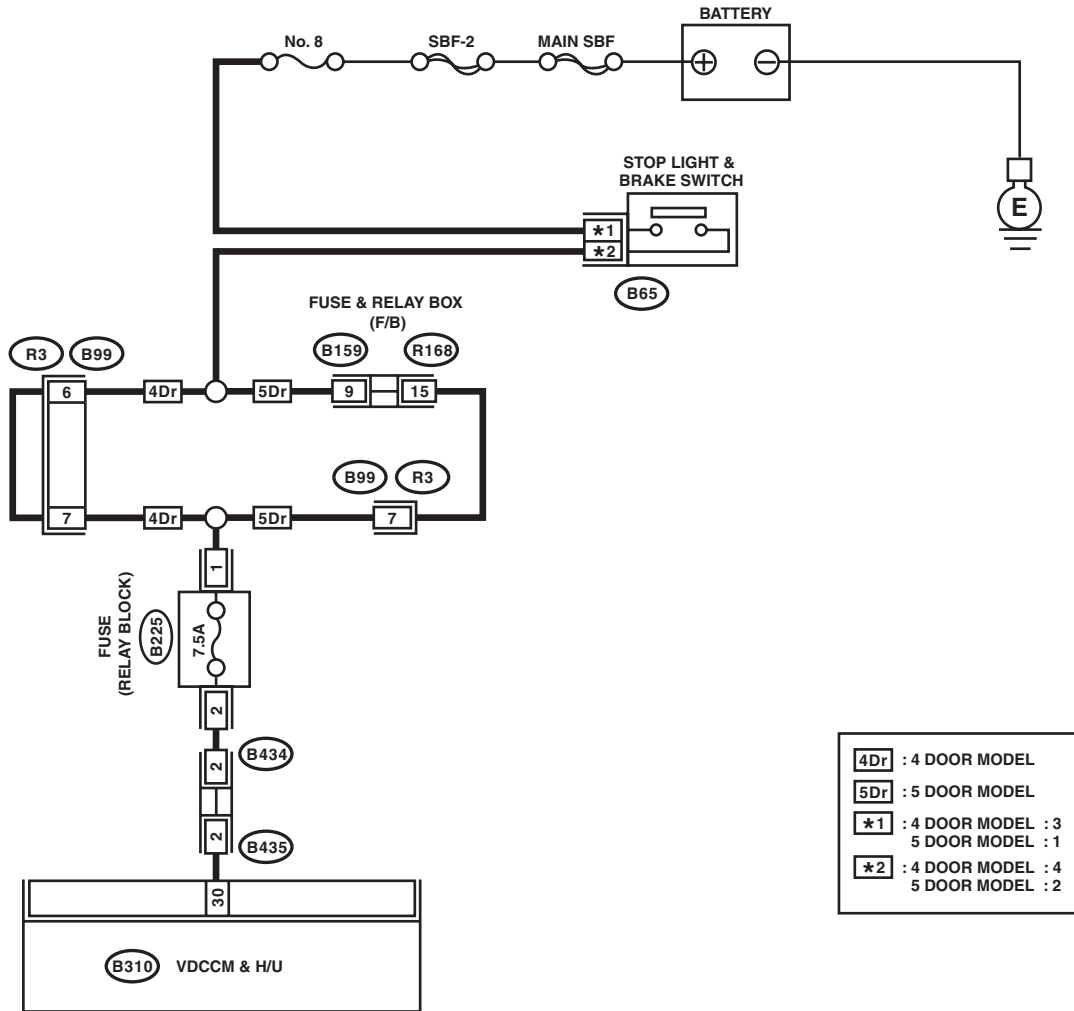 BATTERY
No. 8
SBF-2
MAIN SBF
STOP LIGHT &
BRAKE SWITCH
E
*1
*2
B65
FUSE & RELAY BOX
(F/B)
R3
B99
B159
R168
6
4Dr
5Dr
9
15
B99
R3
7
4Dr
5Dr
7
1
FUSE
(RELAY BLOCK)
B225
7.5A
2
B434
2
2
B435
30
B310
VDCCM & H/U
4Dr : 4 DOOR MODEL
5Dr : 5 DOOR MODEL
*1 : 4 DOOR MODEL : 3
5 DOOR MODEL : 1
*2 : 4 DOOR MODEL : 4
5 DOOR MODEL : 2